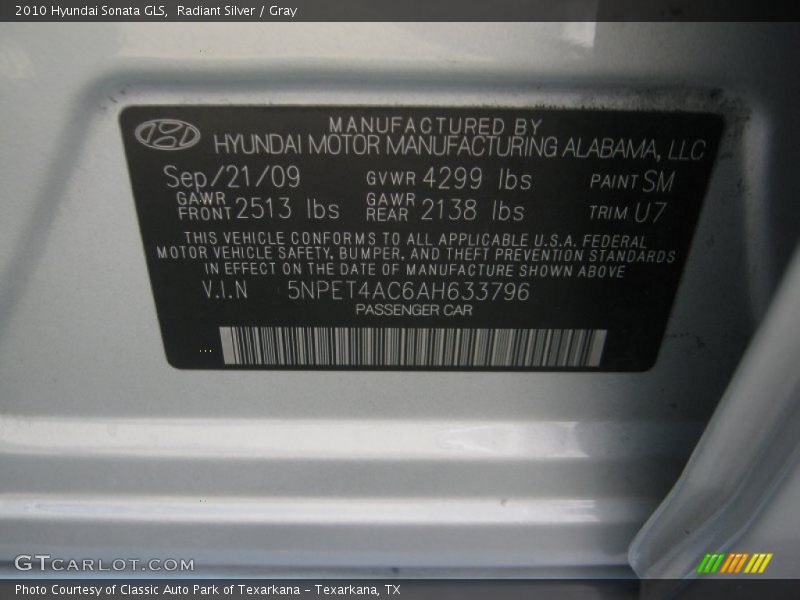 2010 Hyundai Sonata GLS,  Radiant Silver / Gray
MANUFACTURED BY
HYUNDAI MOTOR MANUFACTURING ALABAMA, LLC
Sep/21/09 GVWR 4299 lbs PAINT SM
GAWR FRONT 2513 lbs GAWR REAR 2138 lbs TRIM U7
THIS VEHICLE CONFORMS TO ALL APPLICABLE U.S.A. FEDERAL
MOTOR VEHICLE SAFETY, BUMPER, AND THEFT PREVENTION STANDARDS
IN EFFECT ON THE DATE OF MANUFACTURE SHOWN ABOVE
V.I.N 5NPET4AC6AH633796
PASSENGER CAR
GTCARLOT.COM
Photo Courtesy of Classic Auto Park of Texarkana - Texarkana, TX